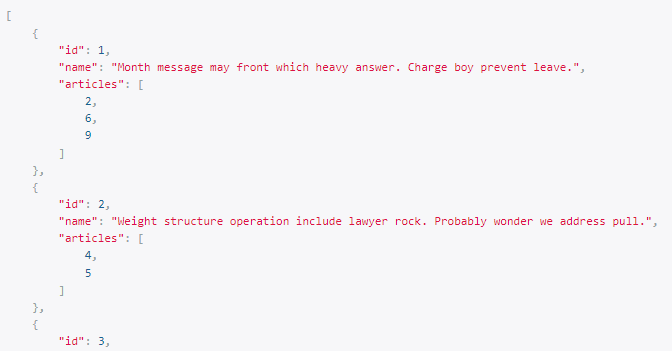 [
    {
        "id": 1,
        "name": "Month message may front which heavy answer. Charge boy prevent leave.",
        "articles": [
            2,
            6,
            9
        ]
    },
    {
        "id": 2,
        "name": "Weight structure operation include lawyer rock. Probably wonder we address pull.",
        "articles": [
            4,
            5
        ]
    },
    {
        "id": 3,